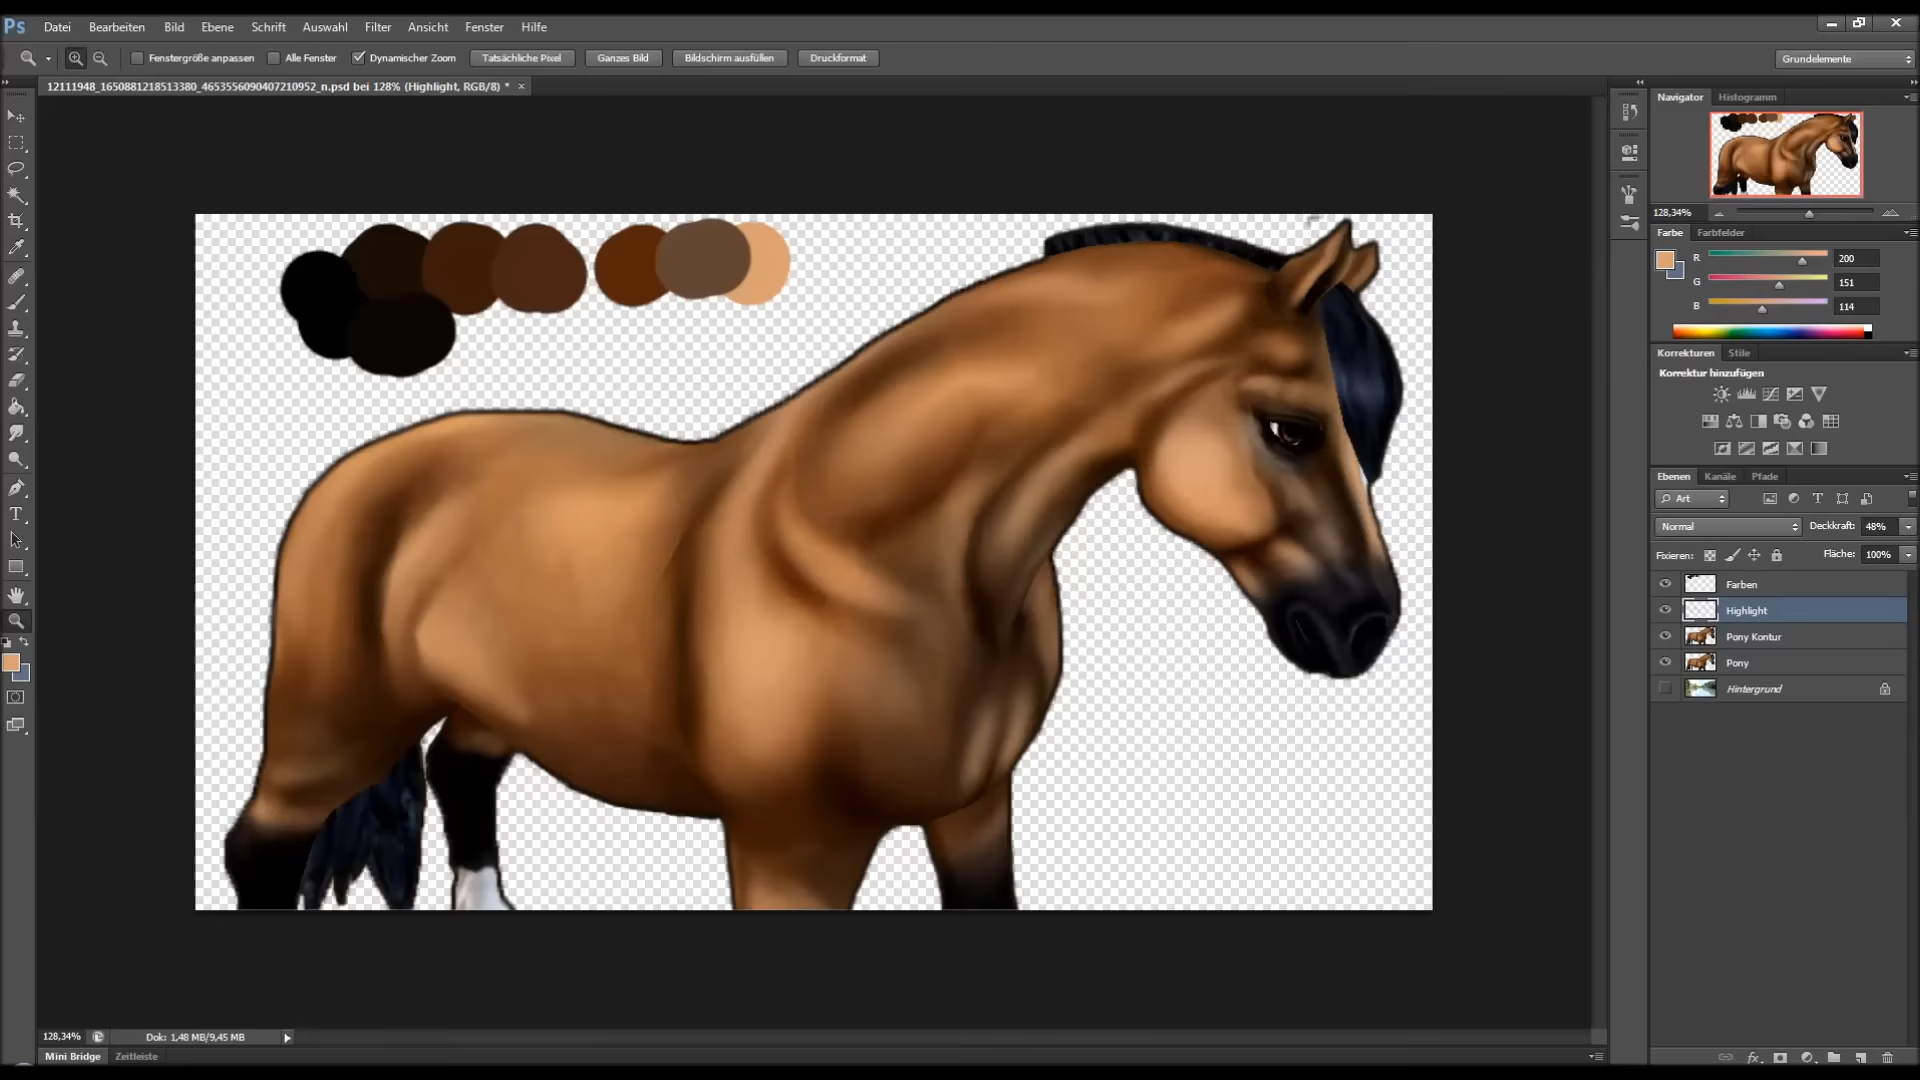 Ps Datei Bearbeiten Bild Ebene Schrift Auswahl Filter Ansicht Fenster Hilfe
Fenstergröße anpassen Alle Fenster Dynamischer Zoom Tatsächliche Pixel Ganzes Bild Bildschirm ausfüllen Druckformat Grundelemente
12111948_1650881218513380_4653556090407210952_n.psd bei 128% (Highlight, RGB/8) *
Navigator Histogramm
128,34%
Farbe Farbfelder
R 200
G 151
B 114
Korrekturen Stile
Korrektur hinzufügen
Ebenen Kanäle Pfade
Art
Normal Deckkraft: 48%
Fixieren: Fläche: 100%
Farben
Highlight
Pony Kontur
Pony
Hintergrund
128,34% Dok: 1,48 MB/9,45 MB
Mini Bridge Zeitleiste
fx